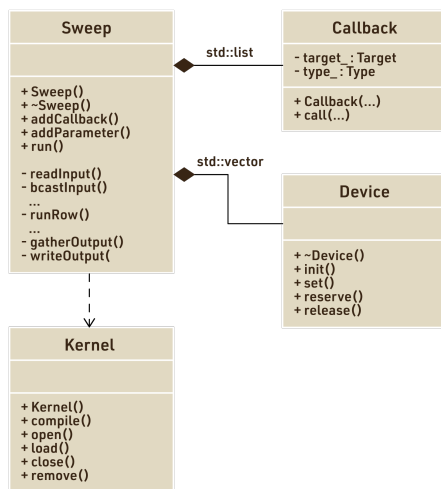 Sweep
+ Sweep()
+ ~Sweep()
+ addCallback()
+ addParameter()
+ run()
- readInput()
- bcastInput()
...
- runRow()
...
- gatherOutput()
- writeOutput(
std::list
std::vector
Callback
- target_: Target
- type_: Type
+ Callback(...)
+ call(...)
Device
+ ~Device()
+ init()
+ set()
+ reserve()
+ release()
Kernel
+ Kernel()
+ compile()
+ open()
+ load()
+ close()
+ remove()